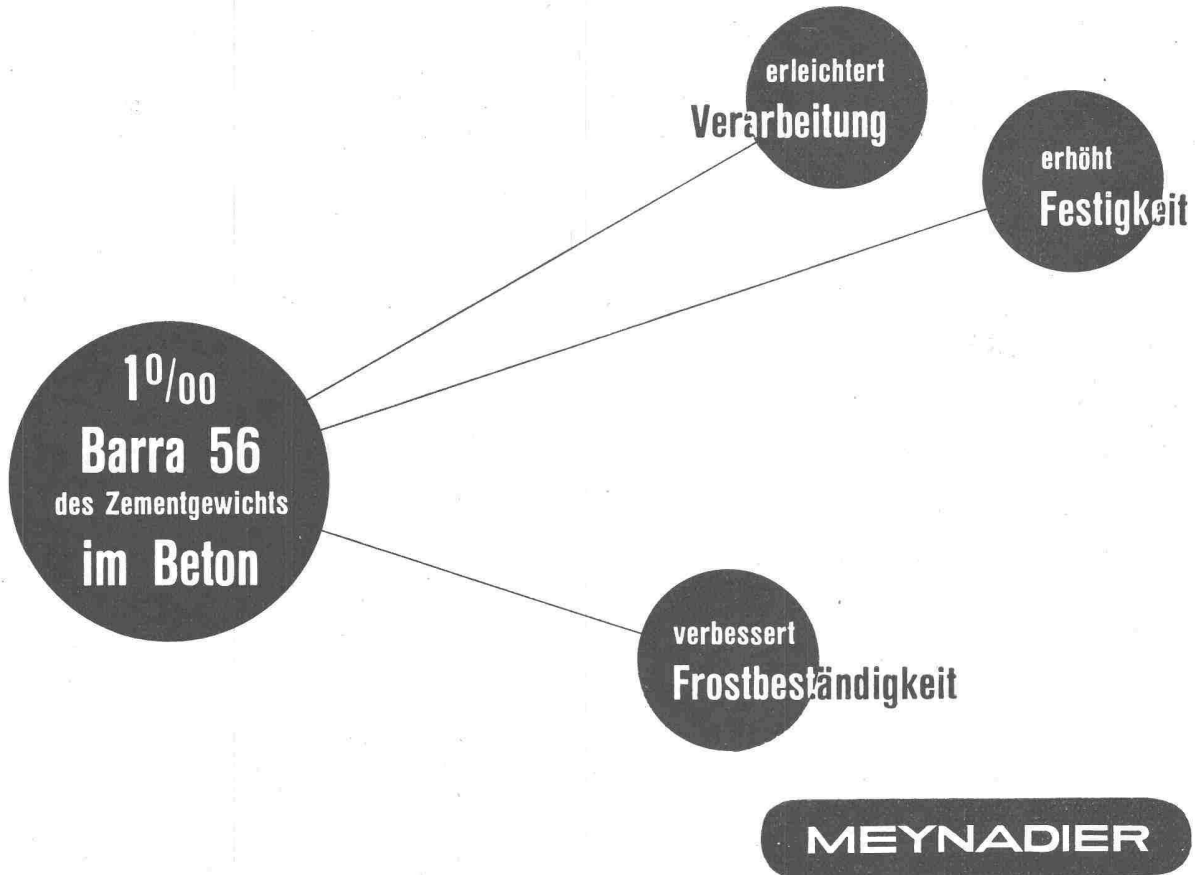 erleichtert
Verarbeitung
erhöht
Festigkeit
1⁰/₀₀
Barra 56
des Zementgewichts
im Beton
verbessert
Frostbeständigkeit
MEYNADIER